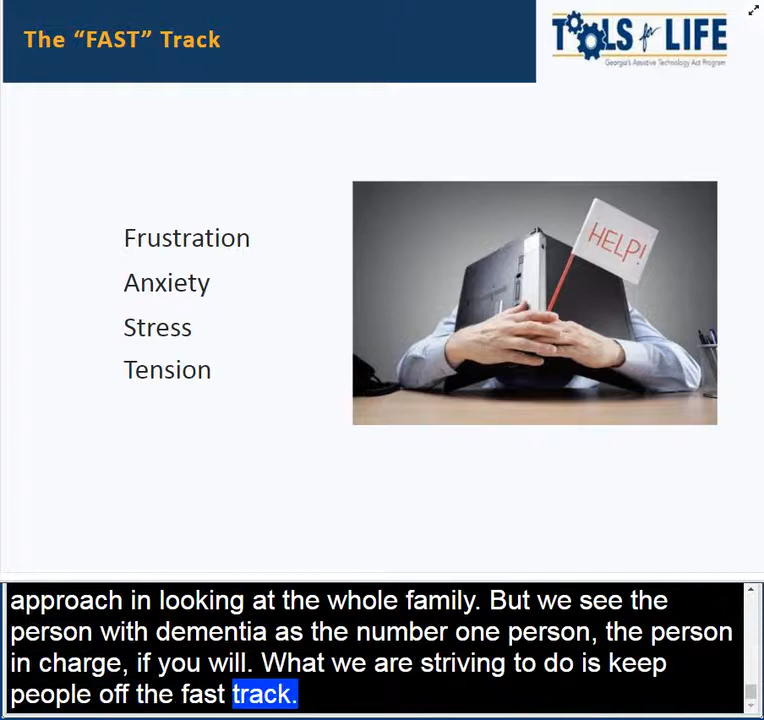 The “FAST” Track
TOOLS for LIFE
Georgia's Assistive Technology Act Program
Frustration
Anxiety
Stress
Tension
HELP!
approach in looking at the whole family. But we see the
person with dementia as the number one person, the person
in charge, if you will. What we are striving to do is keep
people off the fast track.